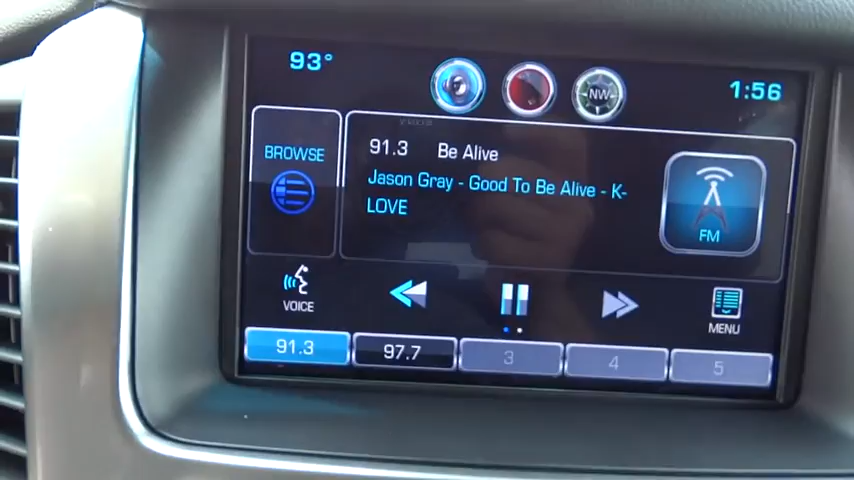 93°
NW
1:56
BROWSE
91.3 Be Alive
Jason Gray - Good To Be Alive - K-
LOVE
FM
VOICE
MENU
91.3 97.7 3 4 5